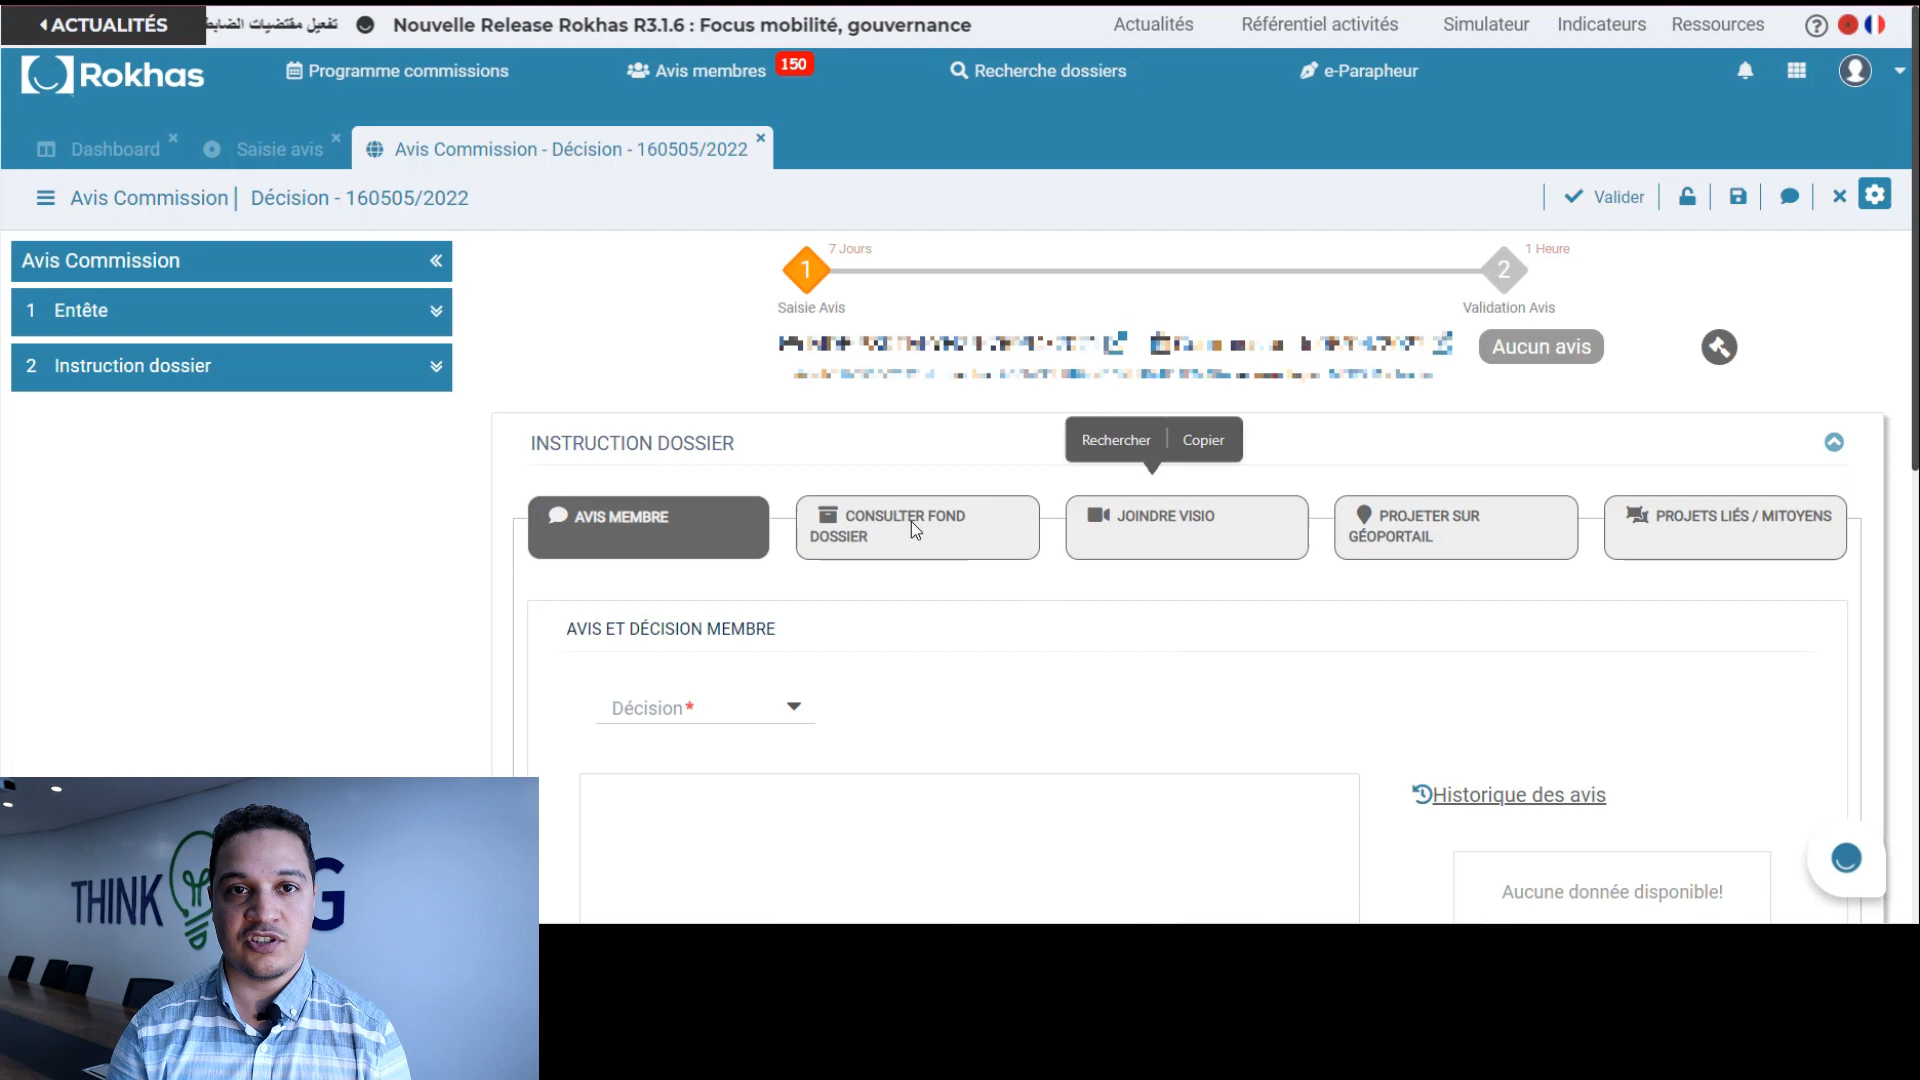 ACTUALITÉS
تفعيل مقتضيات الضابط
Nouvelle Release Rokhas R3.1.6 : Focus mobilité, gouvernance
Actualités
Référentiel activités
Simulateur
Indicateurs
Ressources
Rokhas
Programme commissions
Avis membres 150
Recherche dossiers
e-Parapheur
Dashboard
Saisie avis
Avis Commission - Décision - 160505/2022
Avis Commission | Décision - 160505/2022
Valider
Avis Commission
1 Entête
2 Instruction dossier
7 Jours
1 Heure
1
2
Saisie Avis
Validation Avis
Aucun avis
INSTRUCTION DOSSIER
Rechercher | Copier
AVIS MEMBRE
CONSULTER FOND
DOSSIER
JOINDRE VISIO
PROJETER SUR
GÉOPORTAIL
PROJETS LIÉS / MITOYENS
AVIS ET DÉCISION MEMBRE
Décision*
Historique des avis
Aucune donnée disponible!
THINK
G